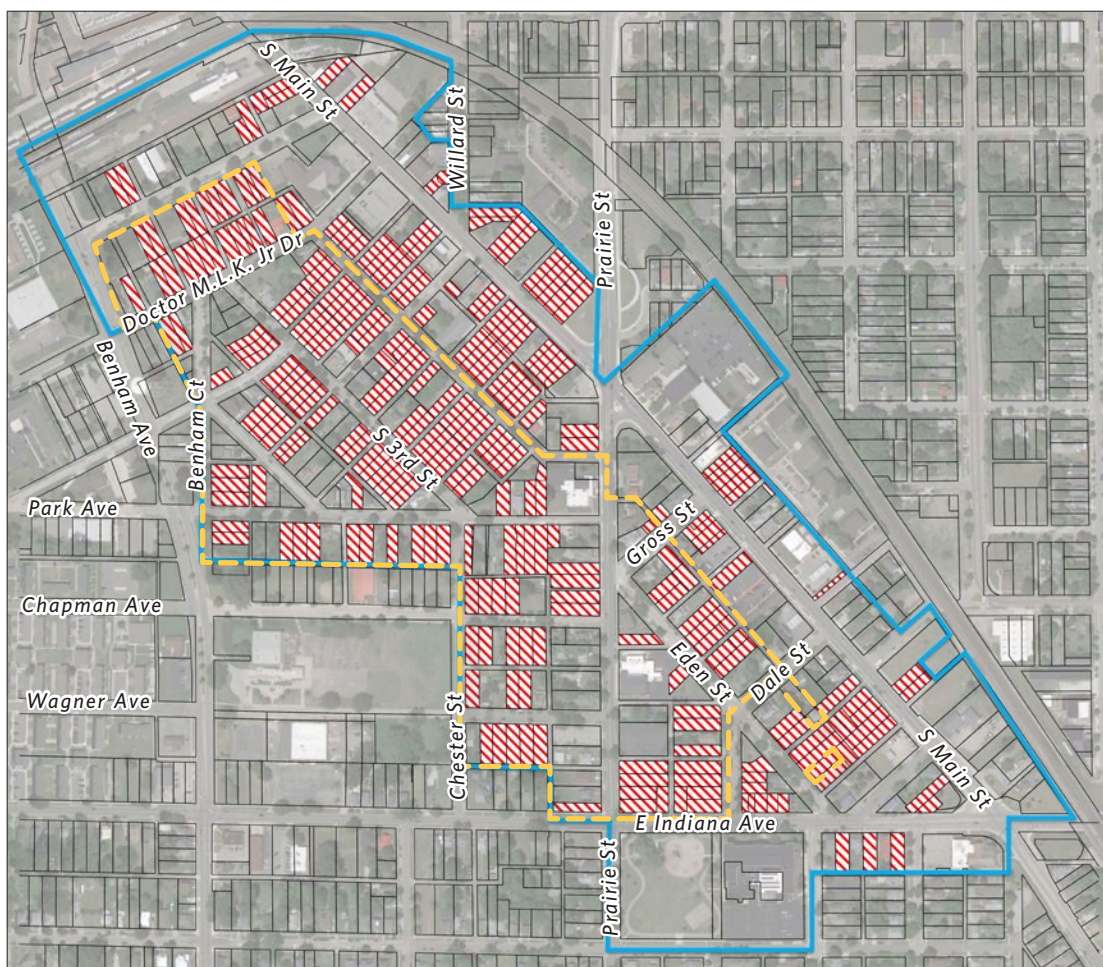 S Main St
Willard St
Prairie St
Doctor M.L.K. Jr Dr
Benham Ave
Benham Ct
S 3rd St
Park Ave
Gross St
Chapman Ave
Eden St
Dale St
Wagner Ave
Chester St
S Main St
E Indiana Ave
Prairie St